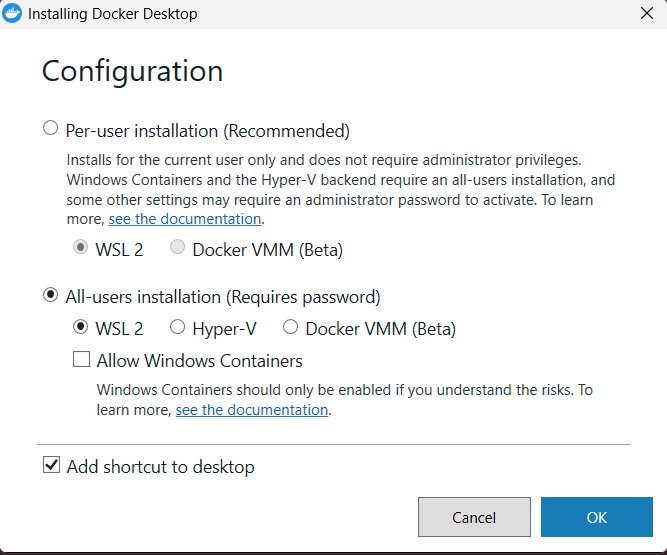 Installing Docker Desktop
Configuration
Per-user installation (Recommended)
Installs for the current user only and does not require administrator privileges.
Windows Containers and the Hyper-V backend require an all-users installation, and
some other settings may require an administrator password to activate. To learn
more, see the documentation.
WSL 2 Docker VMM (Beta)
All-users installation (Requires password)
WSL 2 Hyper-V Docker VMM (Beta)
Allow Windows Containers
Windows Containers should only be enabled if you understand the risks. To
learn more, see the documentation.
Add shortcut to desktop
Cancel OK